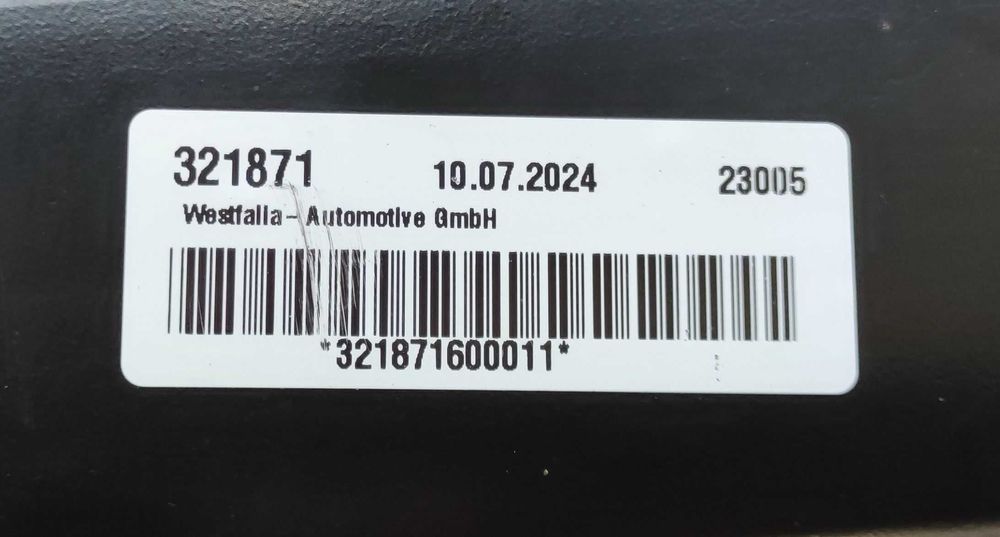 321871 10.07.2024 23005
Westfalia- Automotive GmbH
*321871600011*